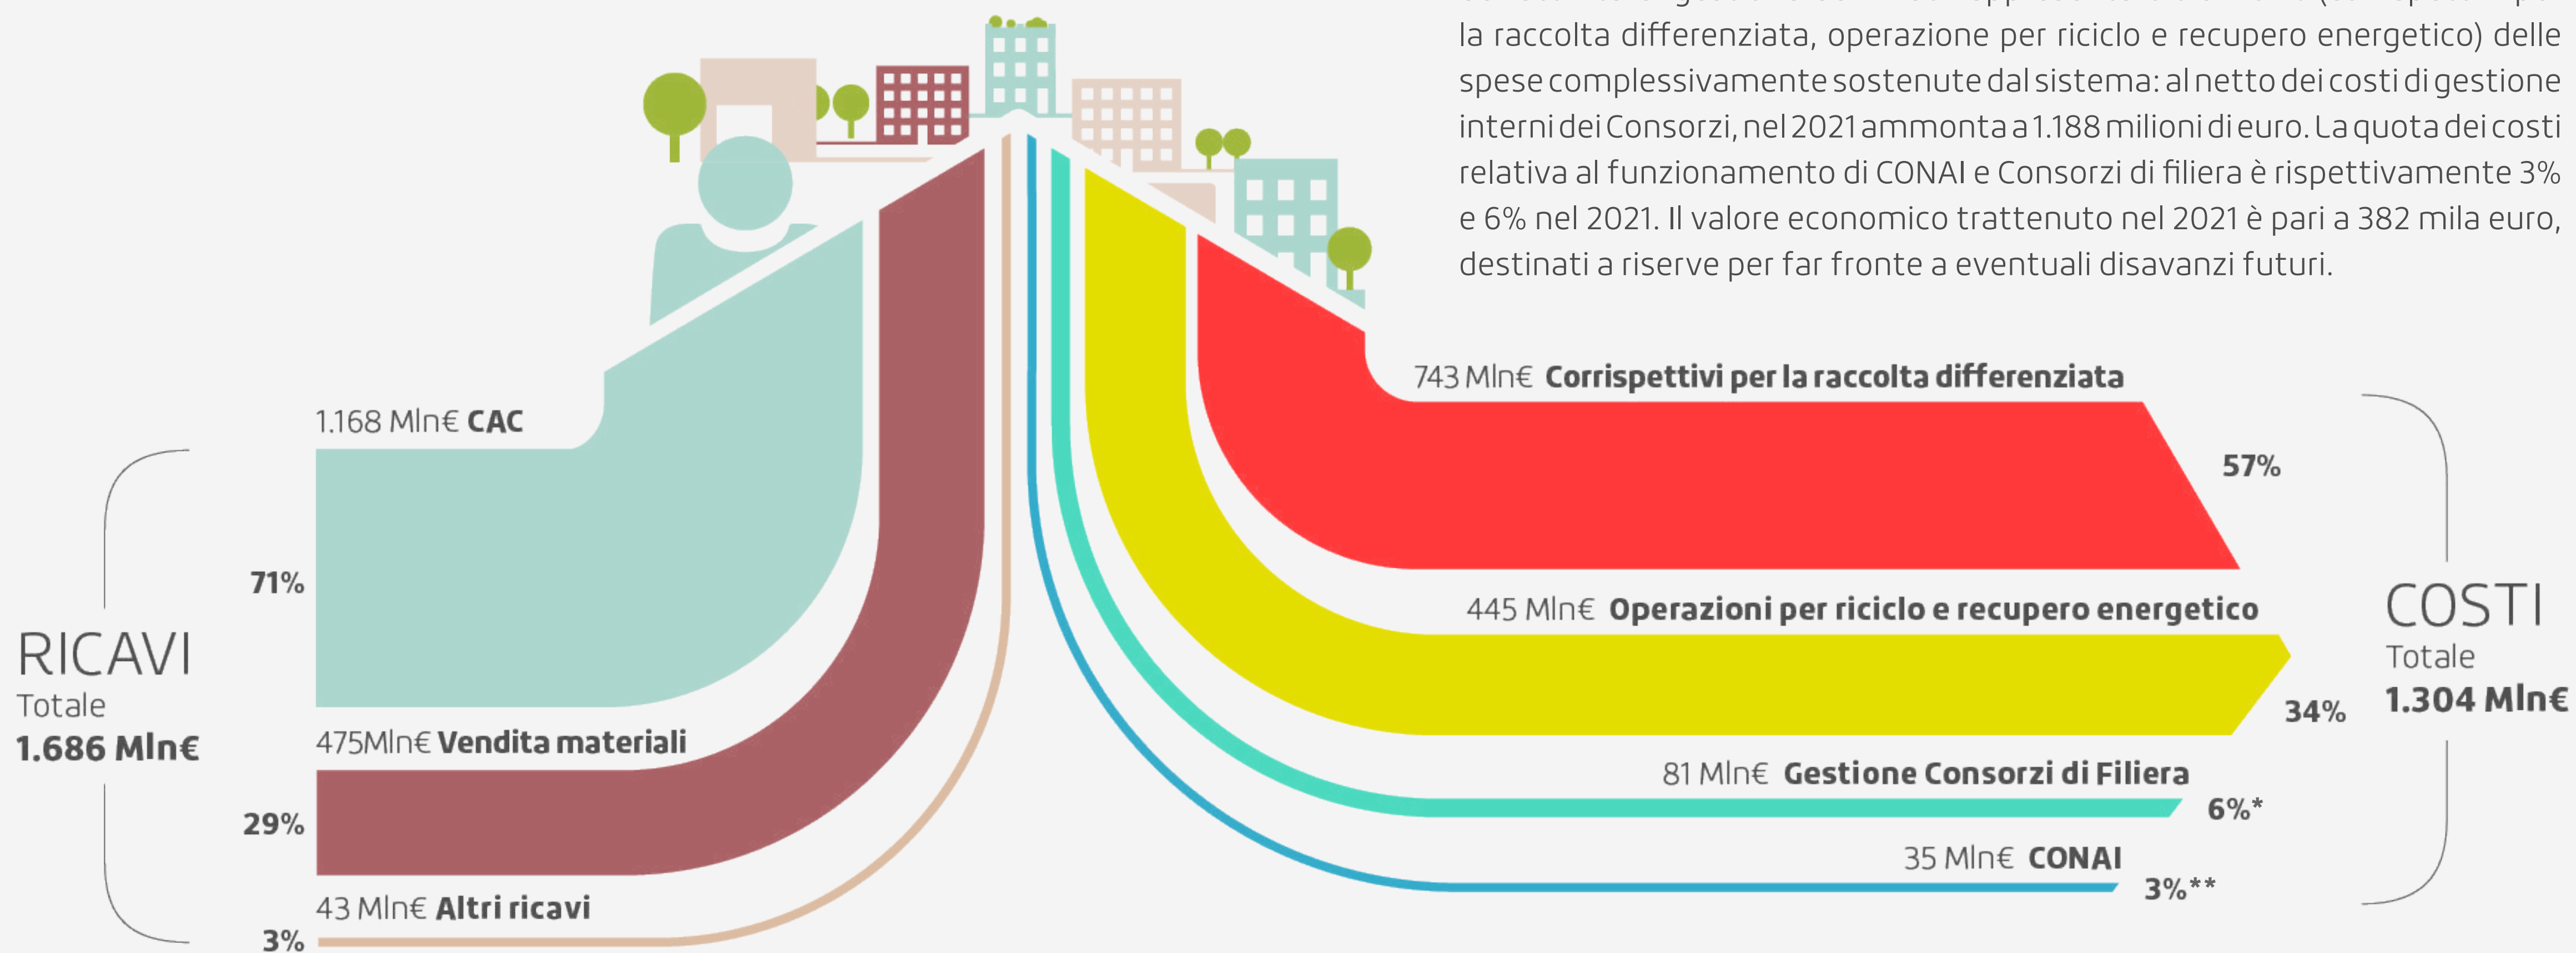 la raccolta differenziata, operazione per riciclo e recupero energetico) delle
spese complessivamente sostenute dal sistema: al netto dei costi di gestione
interni dei Consorzi, nel 2021 ammonta a 1.188 milioni di euro. La quota dei costi
relativa al funzionamento di CONAI e Consorzi di filiera è rispettivamente 3%
e 6% nel 2021. Il valore economico trattenuto nel 2021 è pari a 382 mila euro,
destinati a riserve per far fronte a eventuali disavanzi futuri.
RICAVI
Totale
1.686 Mln€
1.168 Mln€ CAC
71%
475Mln€ Vendita materiali
29%
43 Mln€ Altri ricavi
3%
743 Mln€ Corrispettivi per la raccolta differenziata
57%
445 Mln€ Operazioni per riciclo e recupero energetico
34%
81 Mln€ Gestione Consorzi di Filiera
6%*
35 Mln€ CONAI
3%**
COSTI
Totale
1.304 Mln€